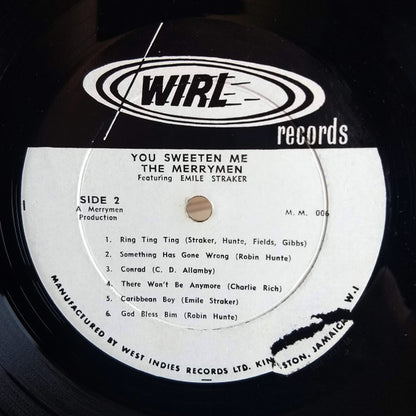 WIRL
records
YOU SWEETEN ME
THE MERRYMEN
Featuring EMILE STRAKER
SIDE 2
A Merrymen
Production
M. M. 006
1. Ring Ting Ting (Straker, Hunte, Fields, Gibbs)
2. Something Has Gone Wrong (Robin Hunte)
3. Conrad (C. D. Allamby)
4. There Won't Be Anymore (Charlie Rich)
5. Caribbean Boy (Emile Straker)
6. God Bless Bim (Robin Hunte)
MANUFACTURED BY WEST INDIES RECORDS LTD. KINGSTON, JAMAICA W-I